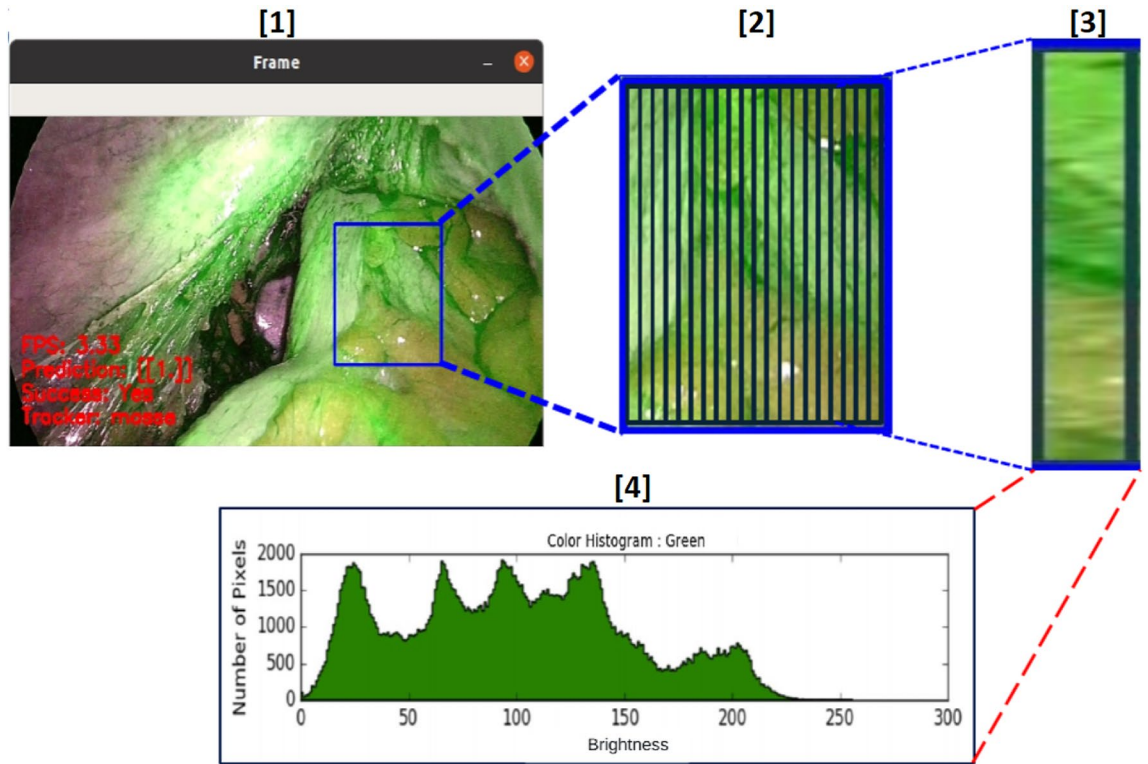 [1]
Frame
FPS: 3.33
Prediction: [[1.]]
Success: Yes
Tracker: mosse
[2]
[3]
[4]
Color Histogram : Green
Number of Pixels
2000
1500
1000
500
0
0 50 100 150 200 250 300
Brightness